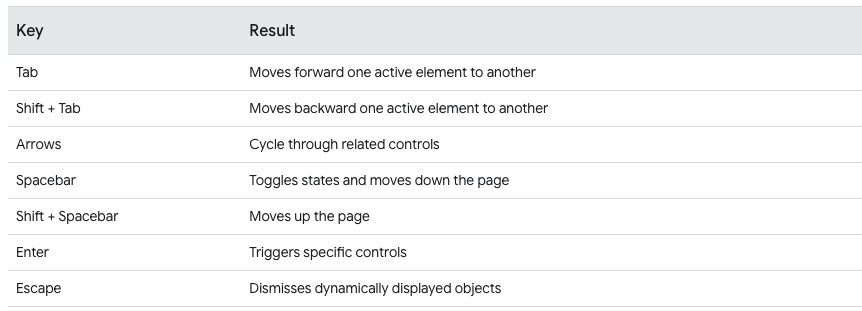 Key Result
Tab Moves forward one active element to another
Shift + Tab Moves backward one active element to another
Arrows Cycle through related controls
Spacebar Toggles states and moves down the page
Shift + Spacebar Moves up the page
Enter Triggers specific controls
Escape Dismisses dynamically displayed objects